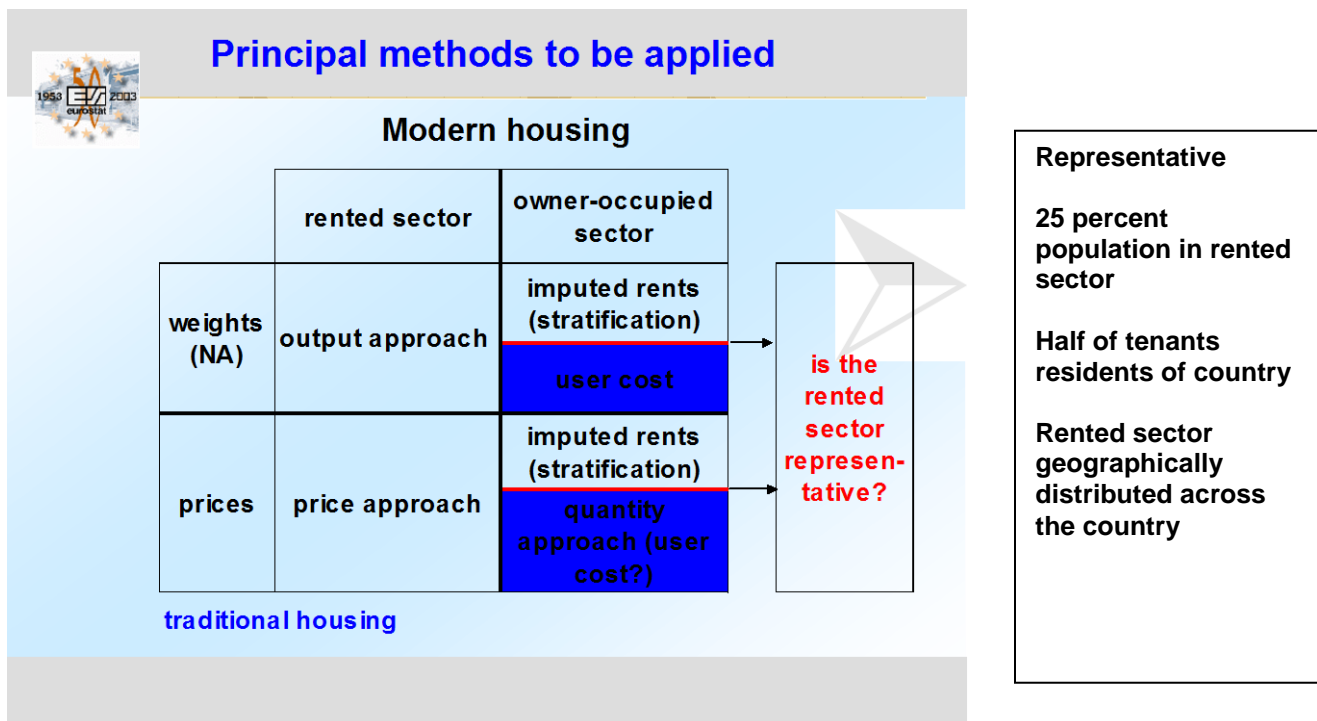 Principal methods to be applied
1953
50
ESS
2003
eurostat
Modern housing
rented sector
owner-occupied
sector
weights
(NA)
output approach
imputed rents
(stratification)
user cost
prices
price approach
imputed rents
(stratification)
quantity
approach (user
cost?)
is the
rented
sector
represen-
tative?
traditional housing
Representative
25 percent
population in rented
sector
Half of tenants
residents of country
Rented sector
geographically
distributed across
the country